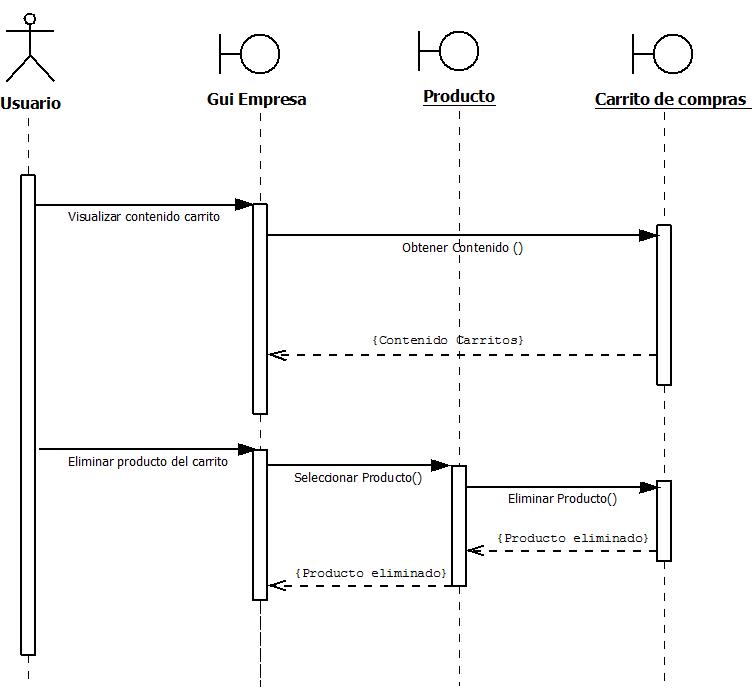 Usuario
Gui Empresa
Producto
Carrito de compras
Visualizar contenido carrito
Obtener Contenido ()
{Contenido Carritos}
Eliminar producto del carrito
Seleccionar Producto()
Eliminar Producto()
{Producto eliminado}
{Producto eliminado}